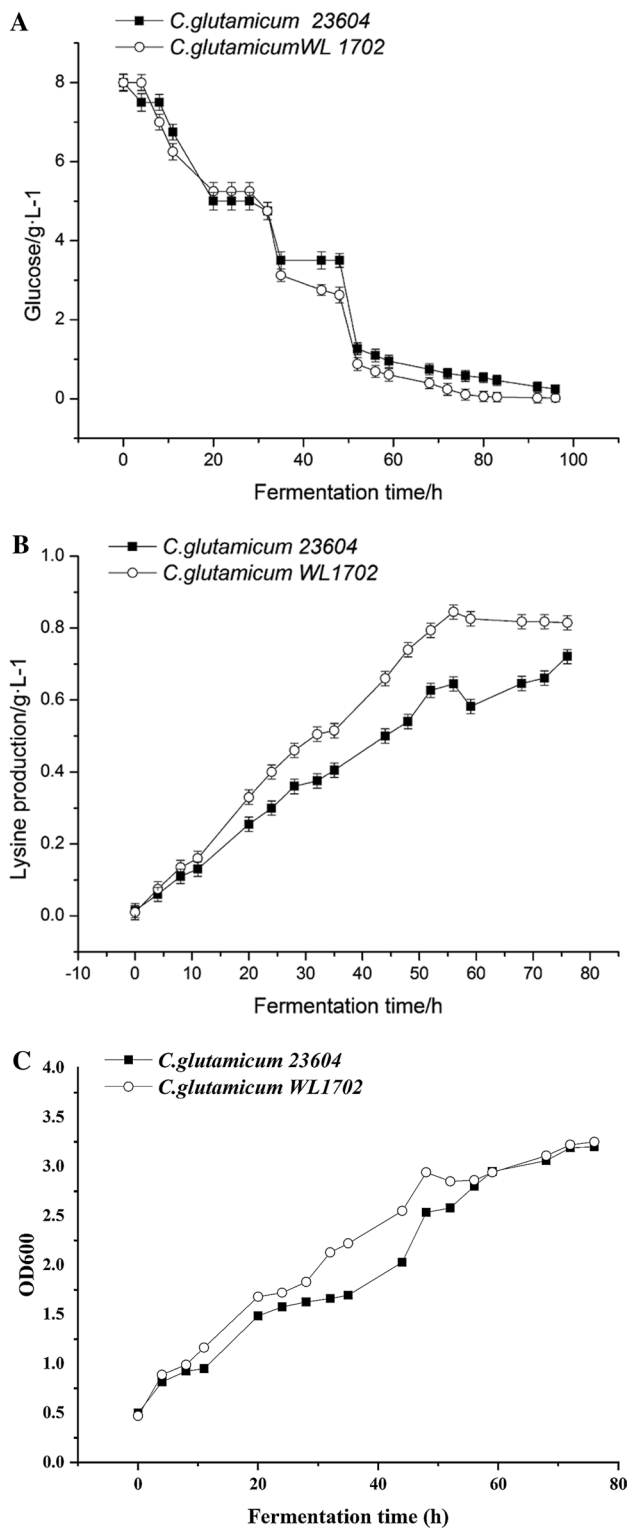 A
C.glutamicum 23604
C.glutamicumWL 1702
8
6
4
2
0
Glucose/g·L-1
0 20 40 60 80 100
Fermentation time/h
B
C.glutamicum 23604
C.glutamicum WL1702
1.0
0.8
0.6
0.4
0.2
0.0
Lysine production/g·L-1
-10 0 10 20 30 40 50 60 70 80
Fermentation time/h
C
C.glutamicum 23604
C.glutamicum WL1702
4.0
3.5
3.0
2.5
2.0
1.5
1.0
0.5
0.0
OD600
0 20 40 60 80
Fermentation time (h)